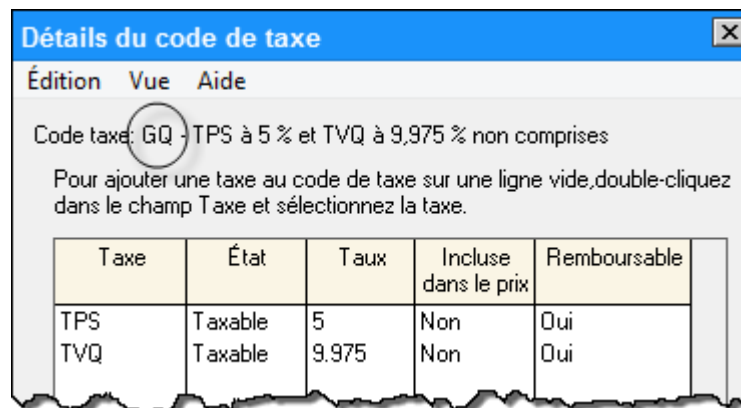 Détails du code de taxe
Édition Vue Aide
Code taxe: GQ - TPS à 5 % et TVQ à 9,975 % non comprises
Pour ajouter une taxe au code de taxe sur une ligne vide,double-cliquez
dans le champ Taxe et sélectionnez la taxe.
Taxe État Taux Incluse Remboursable
dans le prix
TPS Taxable 5 Non Oui
TVQ Taxable 9.975 Non Oui